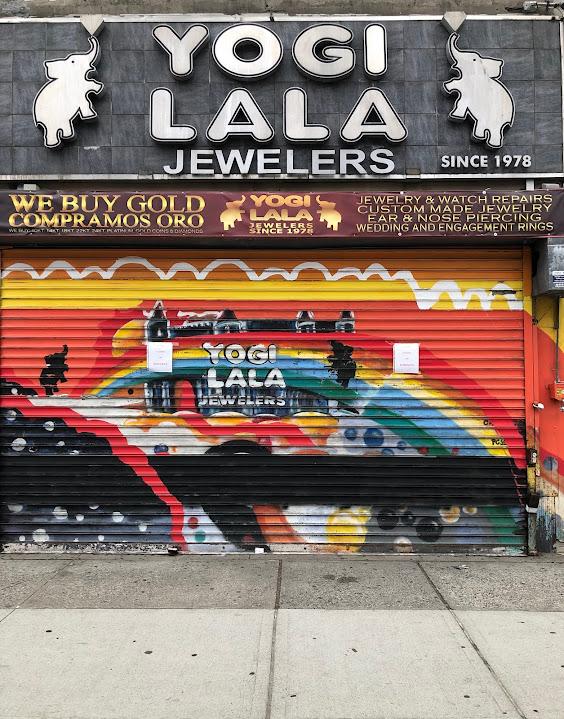 YOGI
LALA
JEWELERS
SINCE 1978
WE BUY GOLD
COMPRAMOS ORO
YOGI
LALA
JEWELERS
SINCE 1978
JEWELRY & WATCH REPAIRS
CUSTOM MADE JEWELRY
EAR & NOSE PIERCING
WEDDING AND ENGAGEMENT RINGS
YOGI
LALA
JEWELERS